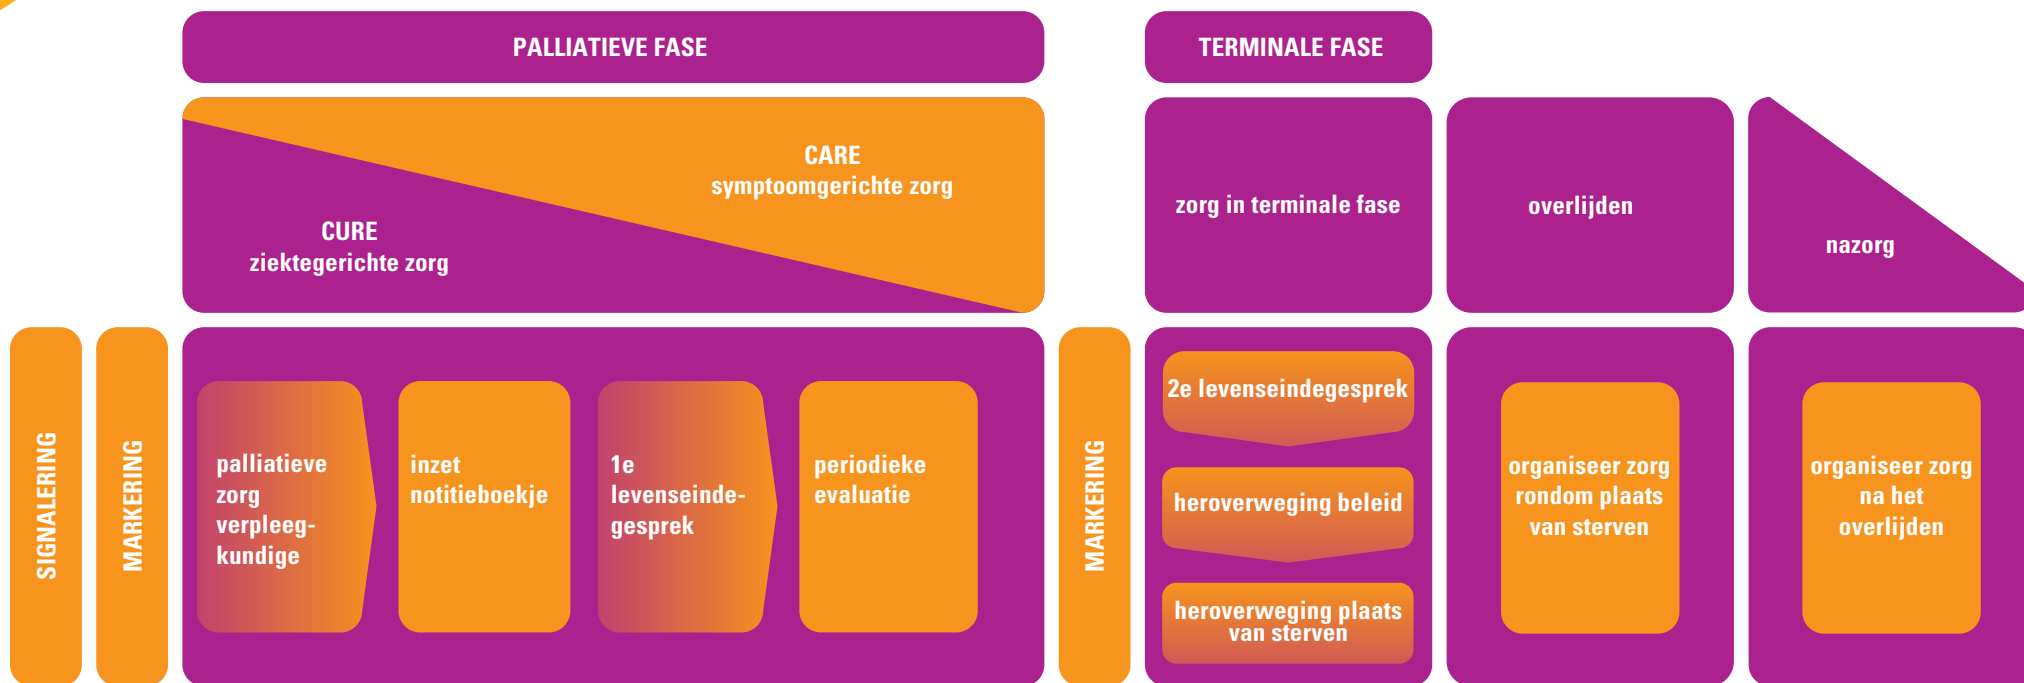 PALLIATIEVE FASE
TERMINALE FASE
CARE
symptoomgerichte zorg
CURE
ziektegerichte zorg
zorg in terminale fase
overlijden
nazorg
SIGNALERING
MARKERING
palliatieve
zorg
verpleeg-
kundige
inzet
notitieboekje
1e
levenseinde-
gesprek
periodieke
evaluatie
MARKERING
2e levenseindegesprek
heroverweging beleid
heroverweging plaats
van sterven
organiseer zorg
rondom plaats
van sterven
organiseer zorg
na het
overlijden